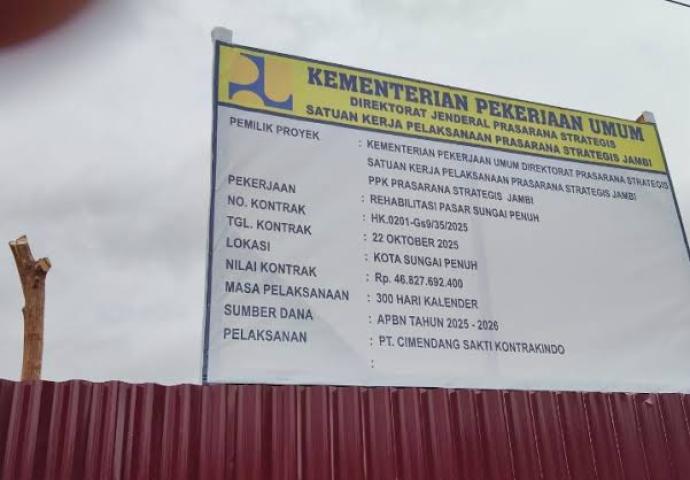 KEMENTERIAN PEKERJAAN UMUM
DIREKTORAT JENDERAL PRASARANA STRATEGIS
SATUAN KERJA PELAKSANAAN PRASARANA STRATEGIS JAMBI
PEMILIK PROYEK : KEMENTERIAN PEKERJAAN UMUM DIREKTORAT PRASARANA STRATEGIS
SATUAN KERJA PELAKSANAAN PRASARANA STRATEGIS JAMBI
PPK PRASARANA STRATEGIS JAMBI
PEKERJAAN : REHABILITASI PASAR SUNGAI PENUH
NO. KONTRAK : HK.0201-Gs9/35/2025
TGL. KONTRAK : 22 OKTOBER 2025
LOKASI : KOTA SUNGAI PENUH
NILAI KONTRAK : Rp. 46.827.692.400
MASA PELAKSANAAN : 300 HARI KALENDER
SUMBER DANA : APBN TAHUN 2025 - 2026
PELAKSANAN : PT. CIMENDANG SAKTI KONTRAKINDO
: